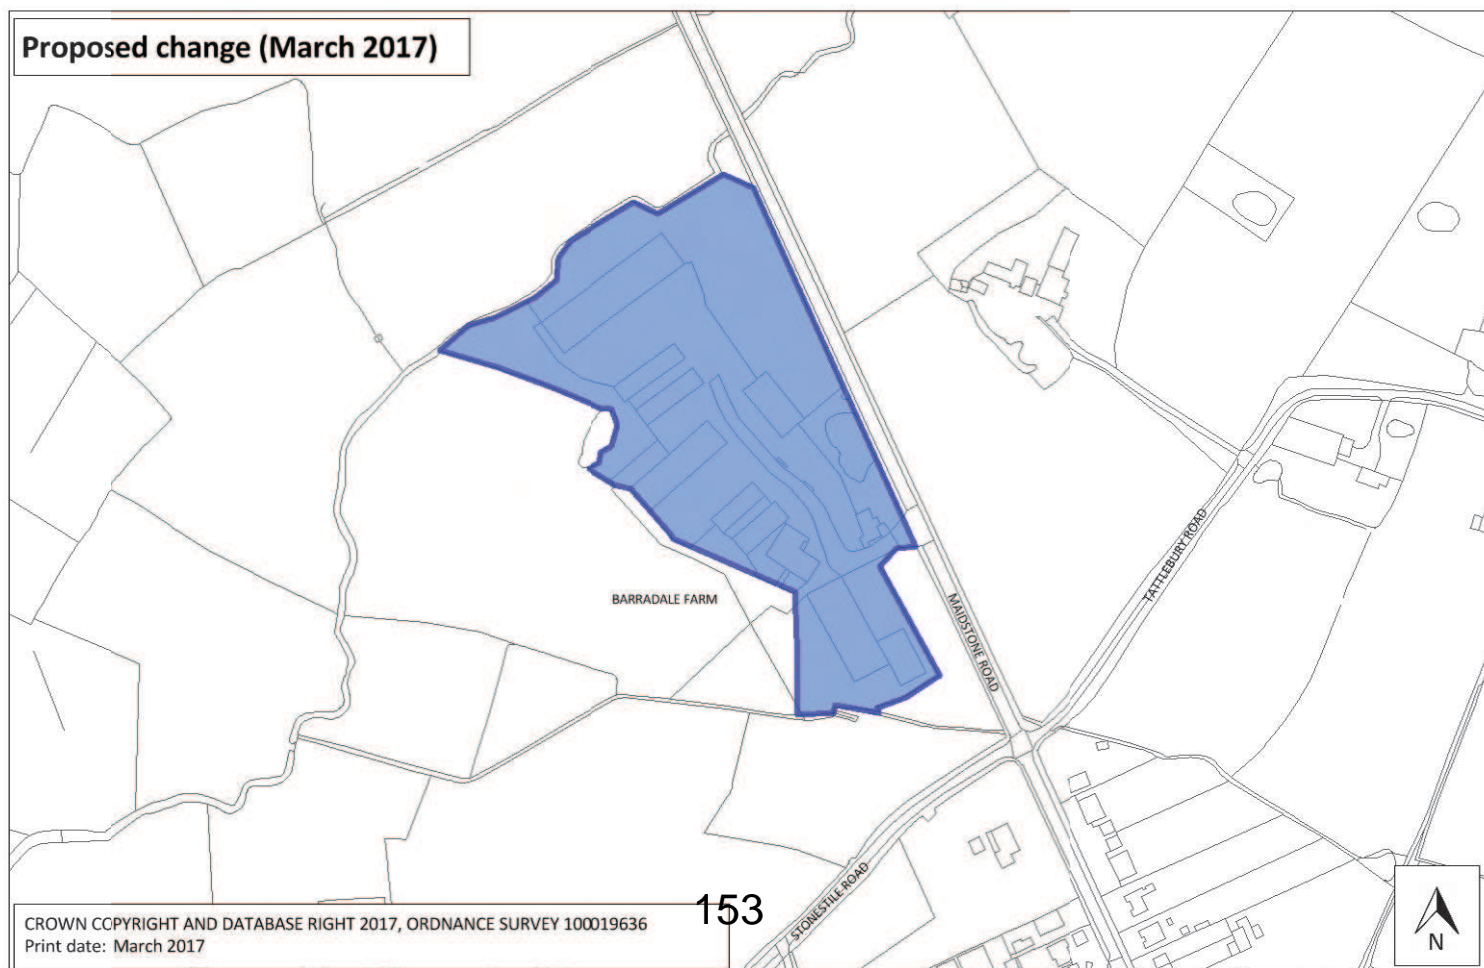 Proposed change (March 2017)
TATTLEBURY ROAD
BARRADALE FARM
MAIDSTONE ROAD
STONESTILE ROAD
153
CROWN COPYRIGHT AND DATABASE RIGHT 2017, ORDNANCE SURVEY 100019636
Print date: March 2017
N